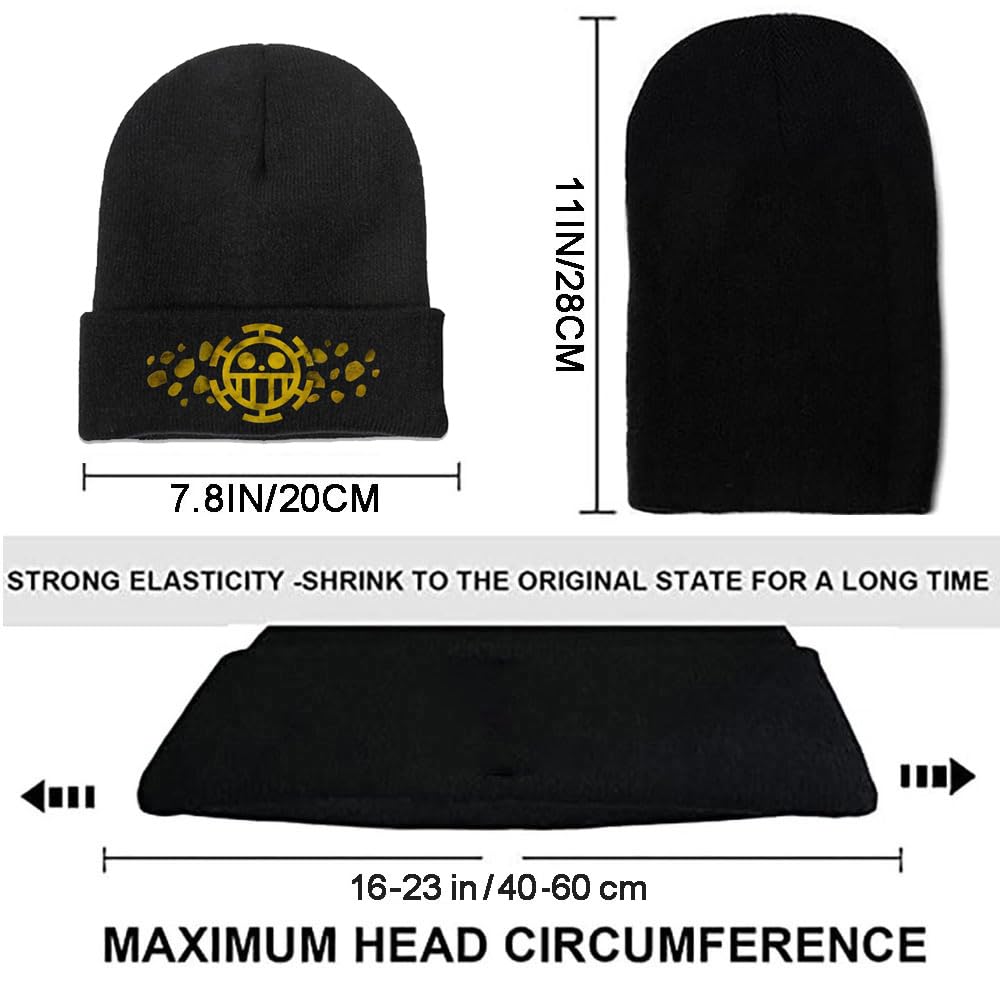 11IN/28CM
7.8IN/20CM
STRONG ELASTICITY -SHRINK TO THE ORIGINAL STATE FOR A LONG TIME
16-23 in / 40-60 cm
MAXIMUM HEAD CIRCUMFERENCE